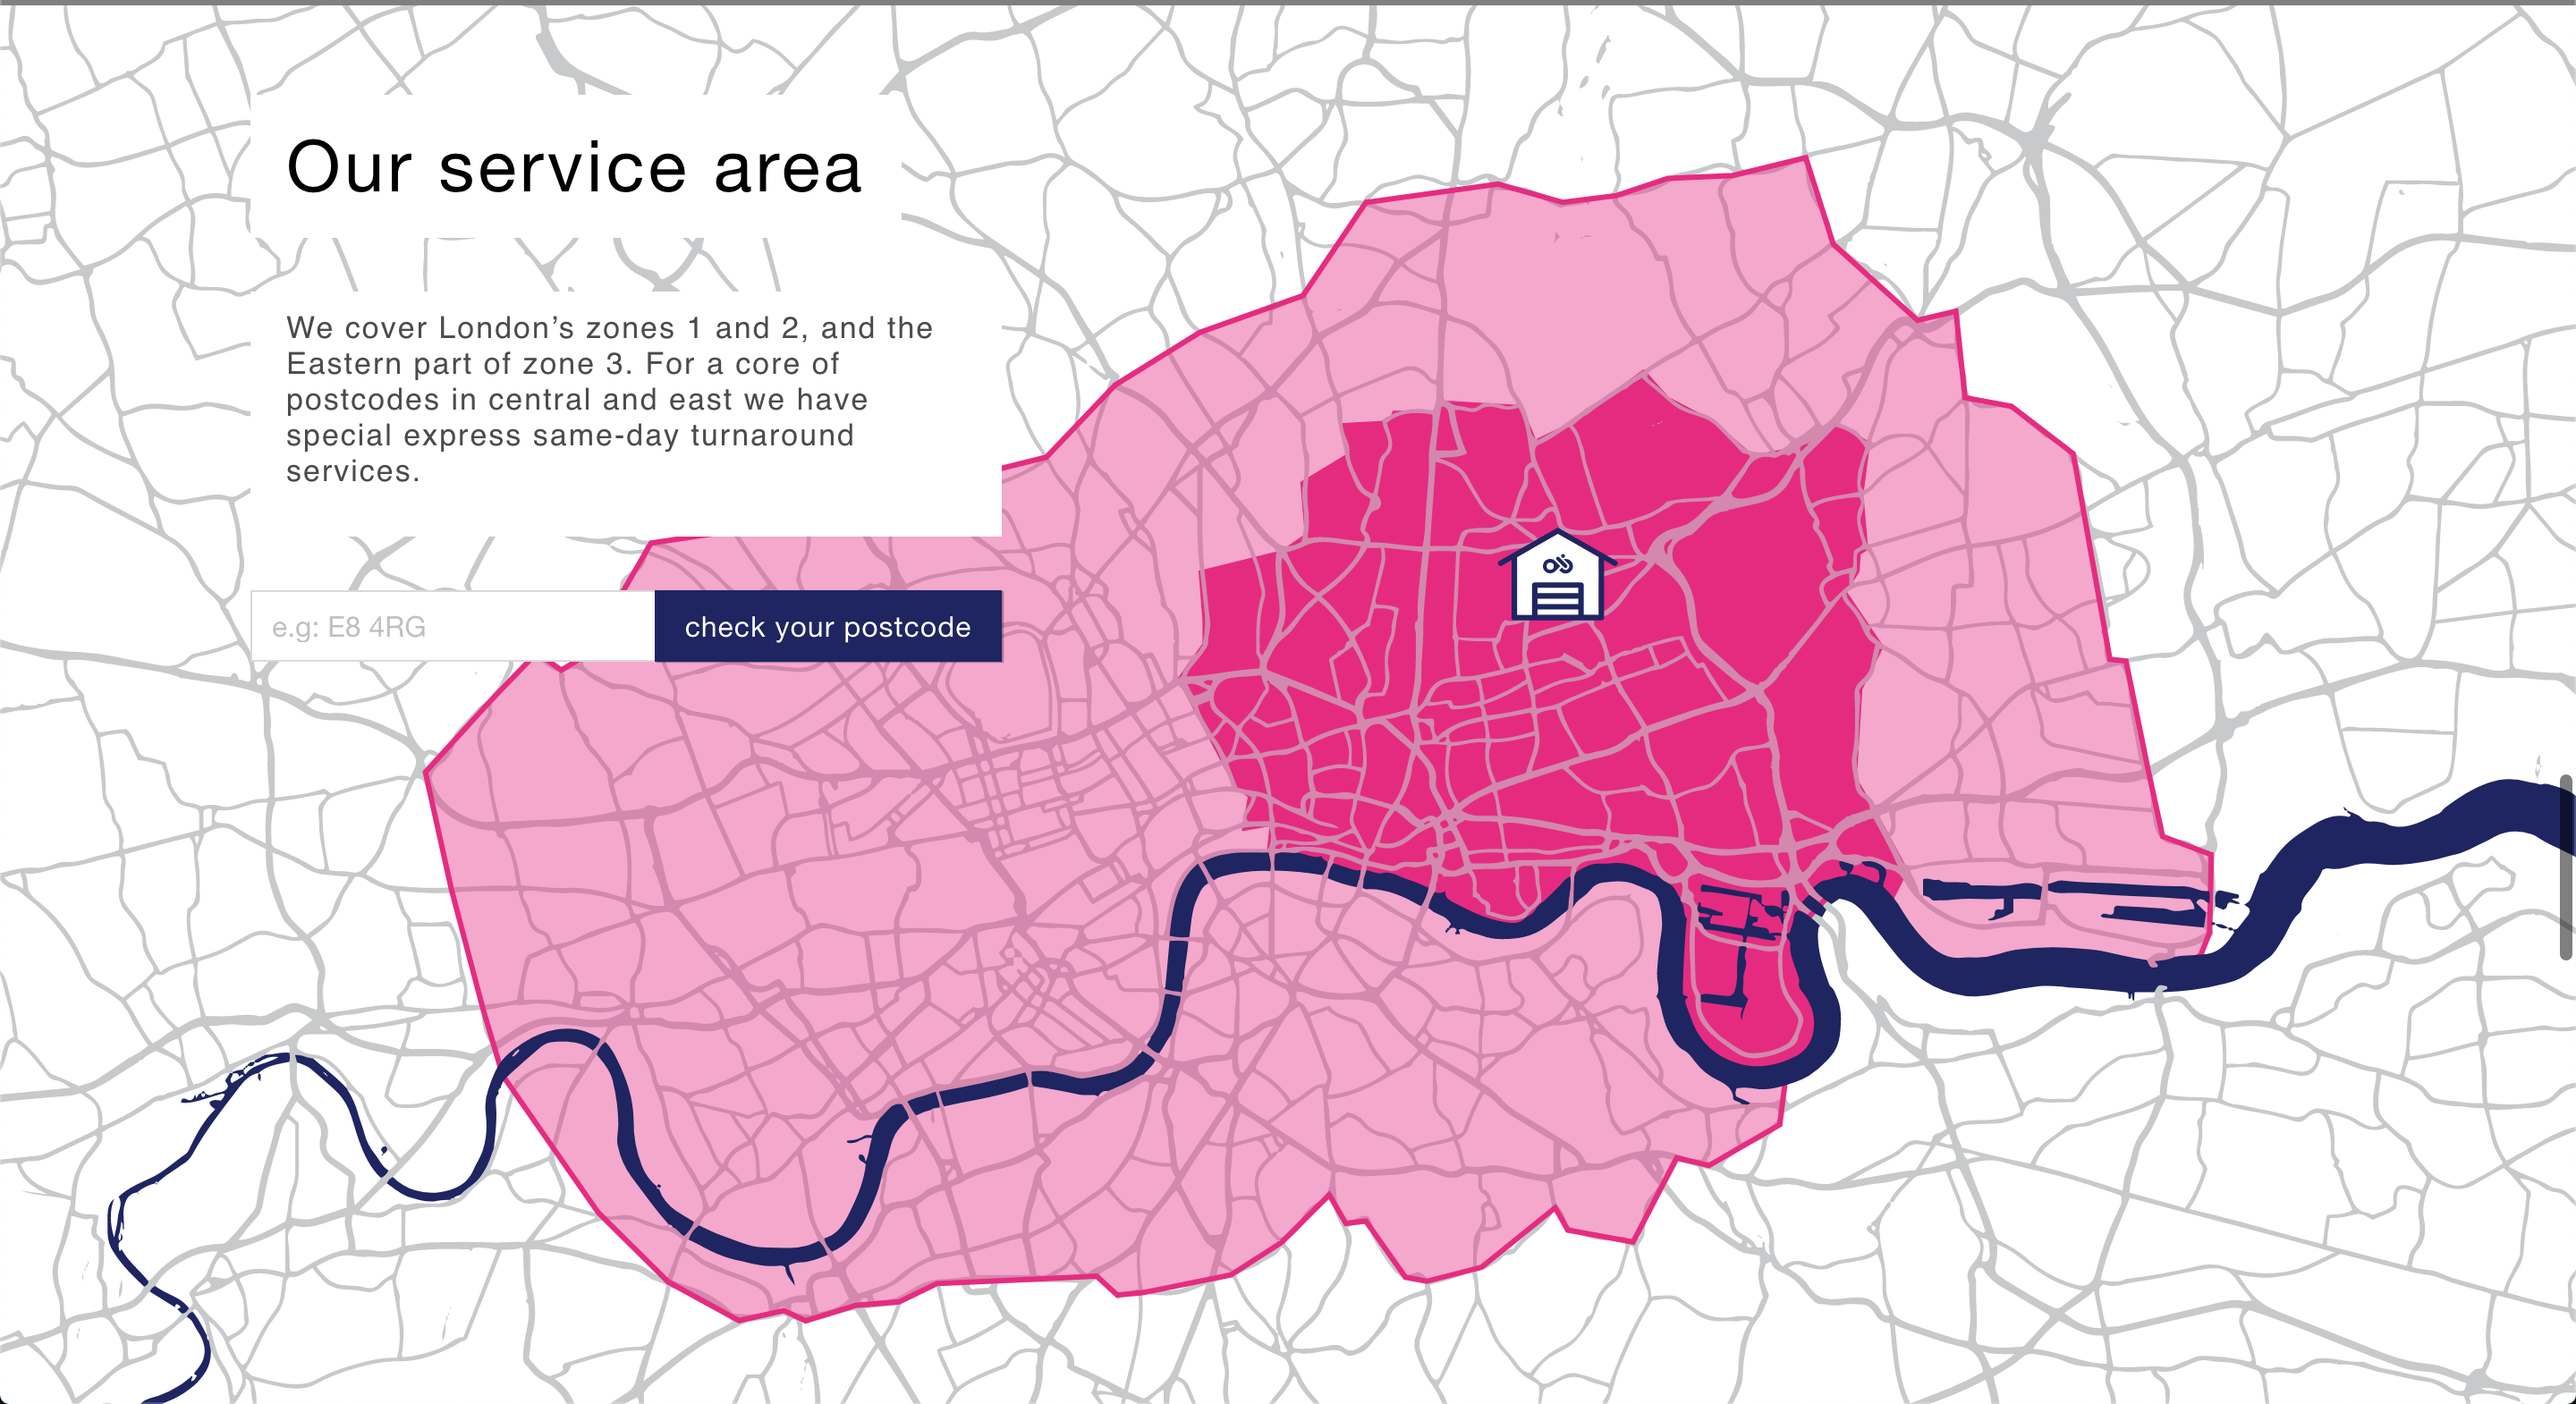 Our service area
We cover London’s zones 1 and 2, and the
Eastern part of zone 3. For a core of
postcodes in central and east we have
special express same-day turnaround
services.
e.g: E8 4RG
check your postcode